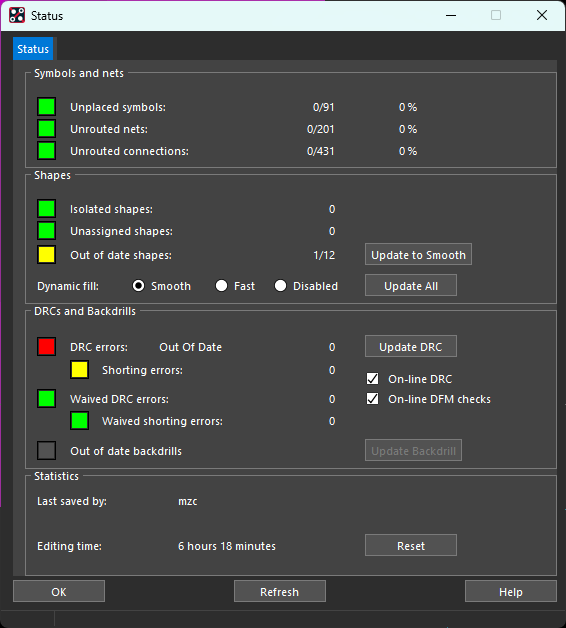 Status
Status
Symbols and nets
Unplaced symbols: 0/91 0 %
Unrouted nets: 0/201 0 %
Unrouted connections: 0/431 0 %
Shapes
Isolated shapes: 0
Unassigned shapes: 0
Out of date shapes: 1/12 Update to Smooth
Dynamic fill: Smooth Fast Disabled Update All
DRCs and Backdrills
DRC errors: Out Of Date 0 Update DRC
Shorting errors: 0
On-line DRC
Waived DRC errors: 0 On-line DFM checks
Waived shorting errors: 0
Out of date backdrills Update Backdrill
Statistics
Last saved by: mzc
Editing time: 6 hours 18 minutes Reset
OK Refresh Help